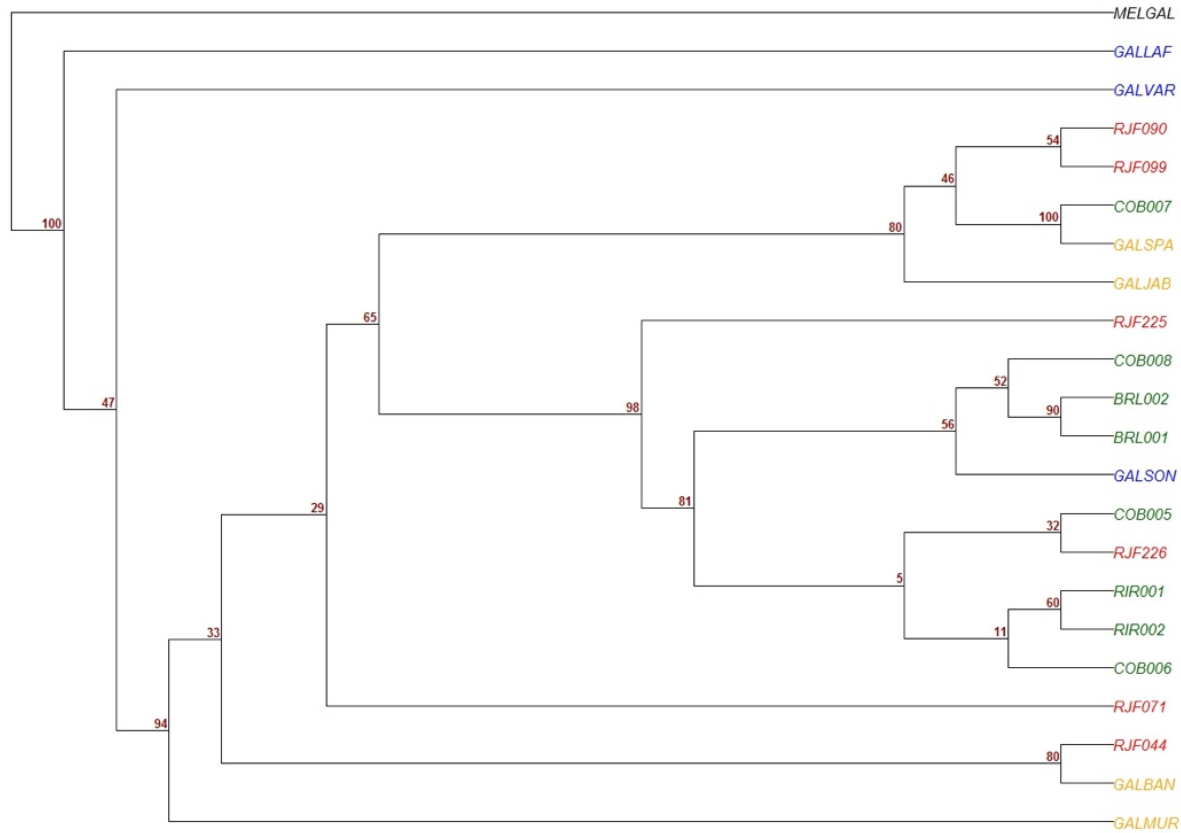 MELGAL
GALLAF
GALVAR
RJF090
54
RJF099
46
COB007
100
100
80
GALSPA
GALJAB
65
RJF225
COB008
52
BRL002
47
98
90
56
BRL001
GALSON
81
29
COB005
32
RJF226
5
RIR001
60
RIR002
33
11
COB006
RJF071
94
RJF044
80
GALBAN
GALMUR